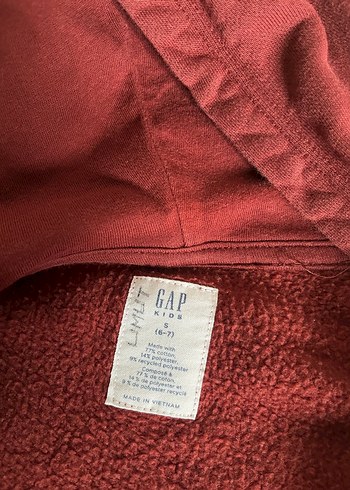 UMUT
GAP
KIDS
S
(6-7)
Made with
77% cotton,
14% polyester,
9% recycled polyester
Composé à
77 % de coton,
14 % de polyester,
9 % de polyester recyclé
MADE IN VIETNAM